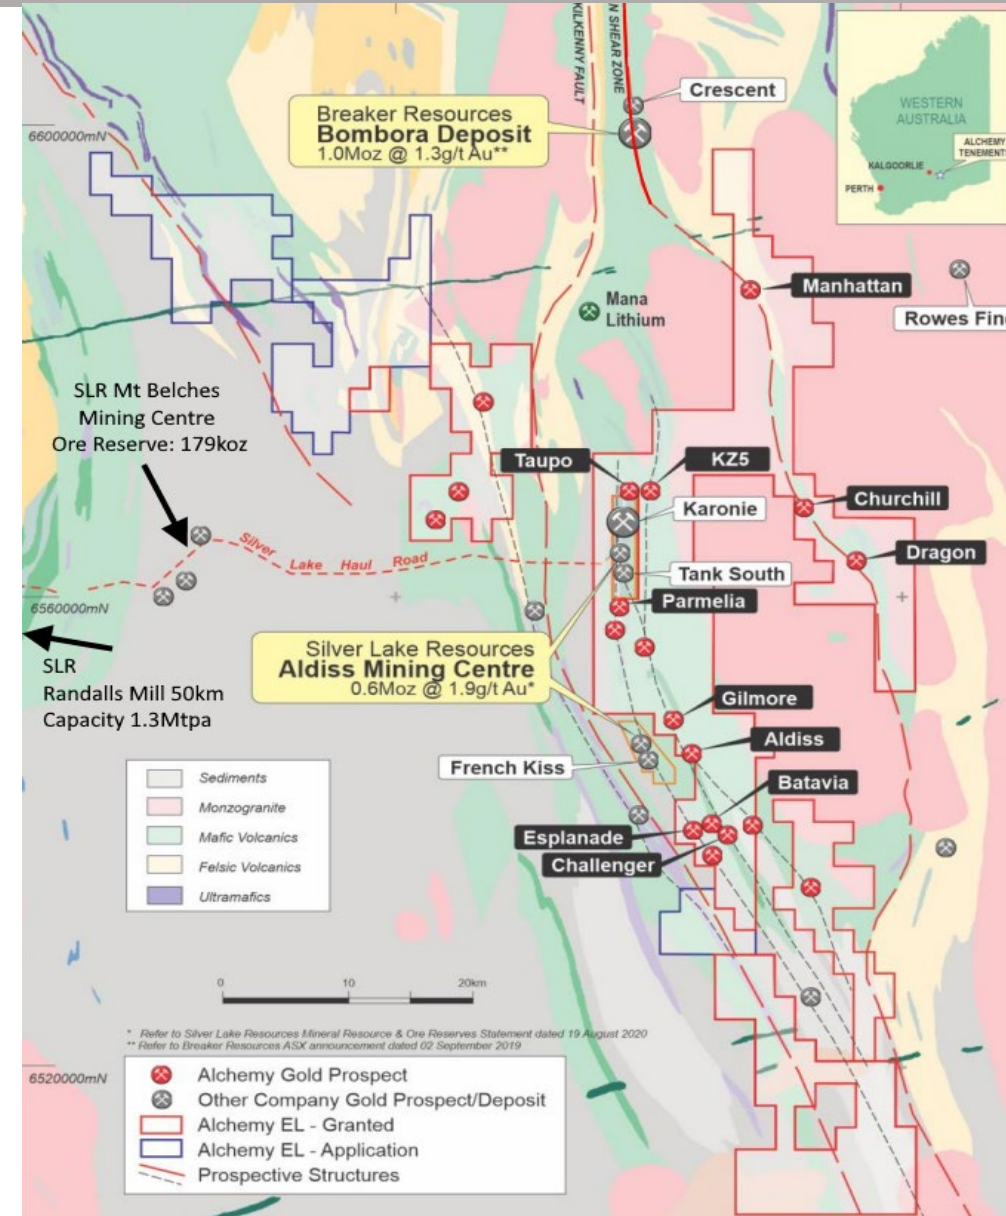 KILKENNY FAULT
N SHEAR ZONE
Crescent
Breaker Resources
Bombora Deposit
1.0Moz @ 1.3g/t Au**
6600000mN
WESTERN
AUSTRALIA
ALCHEMY
TENEMENTS
KALGOORLIE
PERTH
Manhattan
Mana
Lithium
Rowes Fin
SLR Mt Belches
Mining Centre
Ore Reserve: 179koz
Taupo
KZ5
Karonie
Churchill
Silver Lake Haul Road
Dragon
Tank South
6560000mN
Parmelia
Silver Lake Resources
Aldiss Mining Centre
0.6Moz @ 1.9g/t Au*
SLR
Randalls Mill 50km
Capacity 1.3Mtpa
Gilmore
Aldiss
French Kiss
Batavia
Esplanade
Challenger
Sediments
Monzogranite
Mafic Volcanics
Felsic Volcanics
Ultramafics
0 10 20km
* Refer to Silver Lake Resources Mineral Resource & Ore Reserves Statement dated 19 August 2020
** Refer to Breaker Resources ASX announcement dated 02 September 2019
6520000mN
Alchemy Gold Prospect
Other Company Gold Prospect/Deposit
Alchemy EL - Granted
Alchemy EL - Application
Prospective Structures